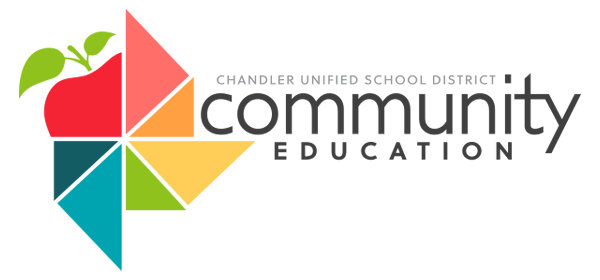 CHANDLER UNIFIED SCHOOL DISTRICT
community
EDUCATION